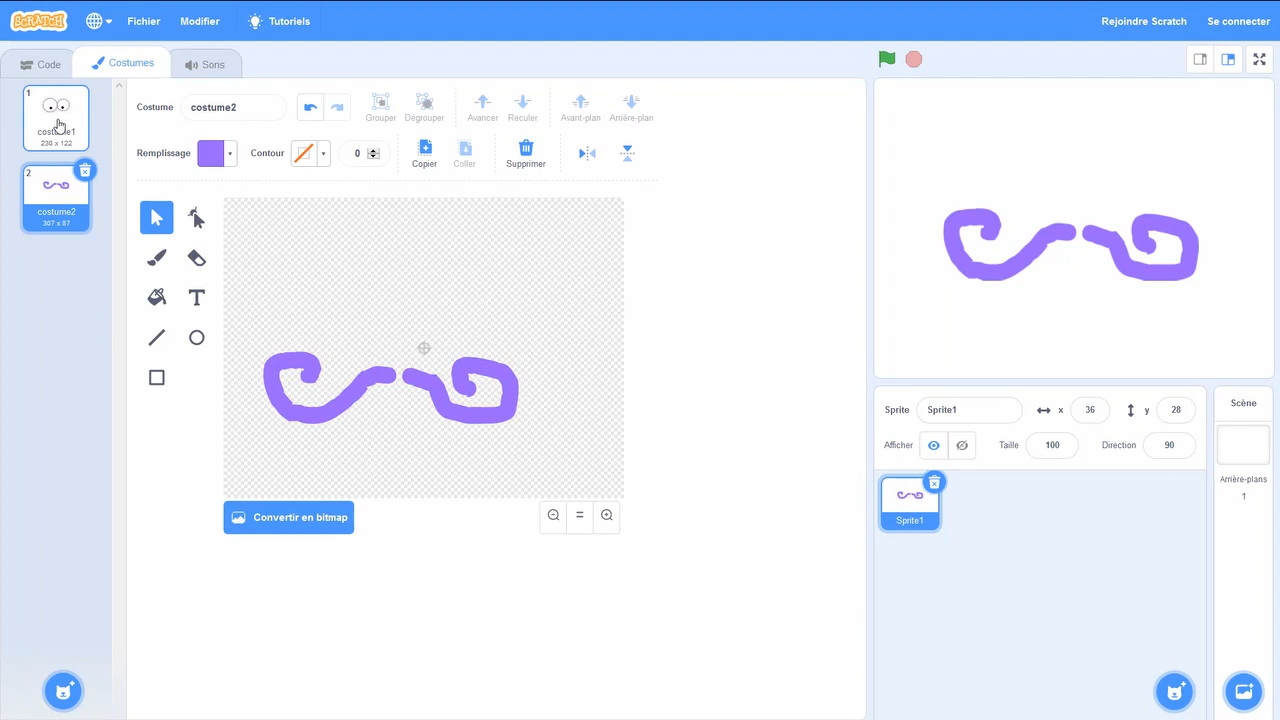 SCRATCH
Fichier
Modifier
Tutoriels
Rejoindre Scratch
Se connecter
Code
Costumes
Sons
1
costume1
230 x 122
2
costume2
307 x 87
Costume
costume2
Grouper
Dégrouper
Avancer
Reculer
Avant-plan
Arrière-plan
Remplissage
Contour
0
Copier
Coller
Supprimer
Convertir en bitmap
Sprite
Sprite1
x
36
y
28
Afficher
Taille
100
Direction
90
Sprite1
Scène
Arrière-plans
1